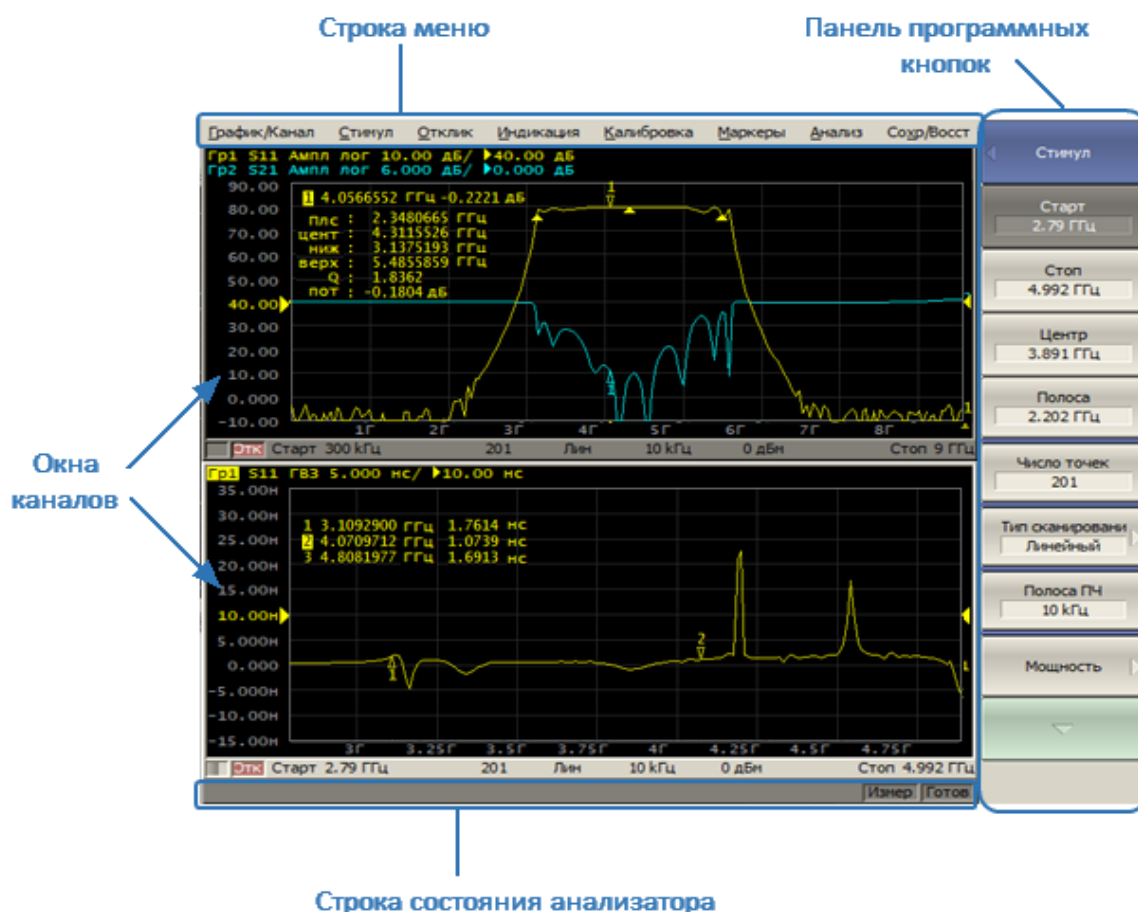 Строка меню
Панель программных
кнопок
График/Канал Стимул Отклик Индикация Калибровка Маркеры Анализ Сохр/Восст
Гр1 S11 Ампл лог 10.00 дБ/ 40.00 дБ
Гр2 S21 Ампл лог 6.000 дБ/ 0.000 дБ
90.00
80.00
70.00
60.00
50.00
40.00
30.00
20.00
10.00
0.000
-10.00
1
1 4.0566552 ГГц -0.2221 дБ
плс : 2.3480665 ГГц
цент : 4.3115526 ГГц
ниж : 3.1375193 ГГц
верх : 5.4855859 ГГц
Q : 1.8362
пот : -0.1804 дБ
1
1Г 2Г 3Г 4Г 5Г 6Г 7Г 8Г
Этк Старт 300 кГц 201 Лин 10 кГц 0 дБм Стоп 9 ГГц
Гр1 S11 ГВЗ 5.000 нс/ 10.00 нс
35.00н
30.00н
25.00н
20.00н
15.00н
10.00н
5.000н
0.000
-5.000н
-10.00н
-15.00н
1 3.1092900 ГГц 1.7614 нс
2 4.0709712 ГГц 1.0739 нс
3 4.8081977 ГГц 1.6913 нс
2
1
1
3Г 3.25Г 3.5Г 3.75Г 4Г 4.25Г 4.5Г 4.75Г
Этк Старт 2.79 ГГц 201 Лин 10 кГц 0 дБм Стоп 4.992 ГГц
Измер Готов
Стимул
Старт
2.79 ГГц
Стоп
4.992 ГГц
Центр
3.891 ГГц
Полоса
2.202 ГГц
Число точек
201
Тип сканировани
Линейный
Полоса ПЧ
10 кГц
Мощность
Окна
каналов
Строка состояния анализатора